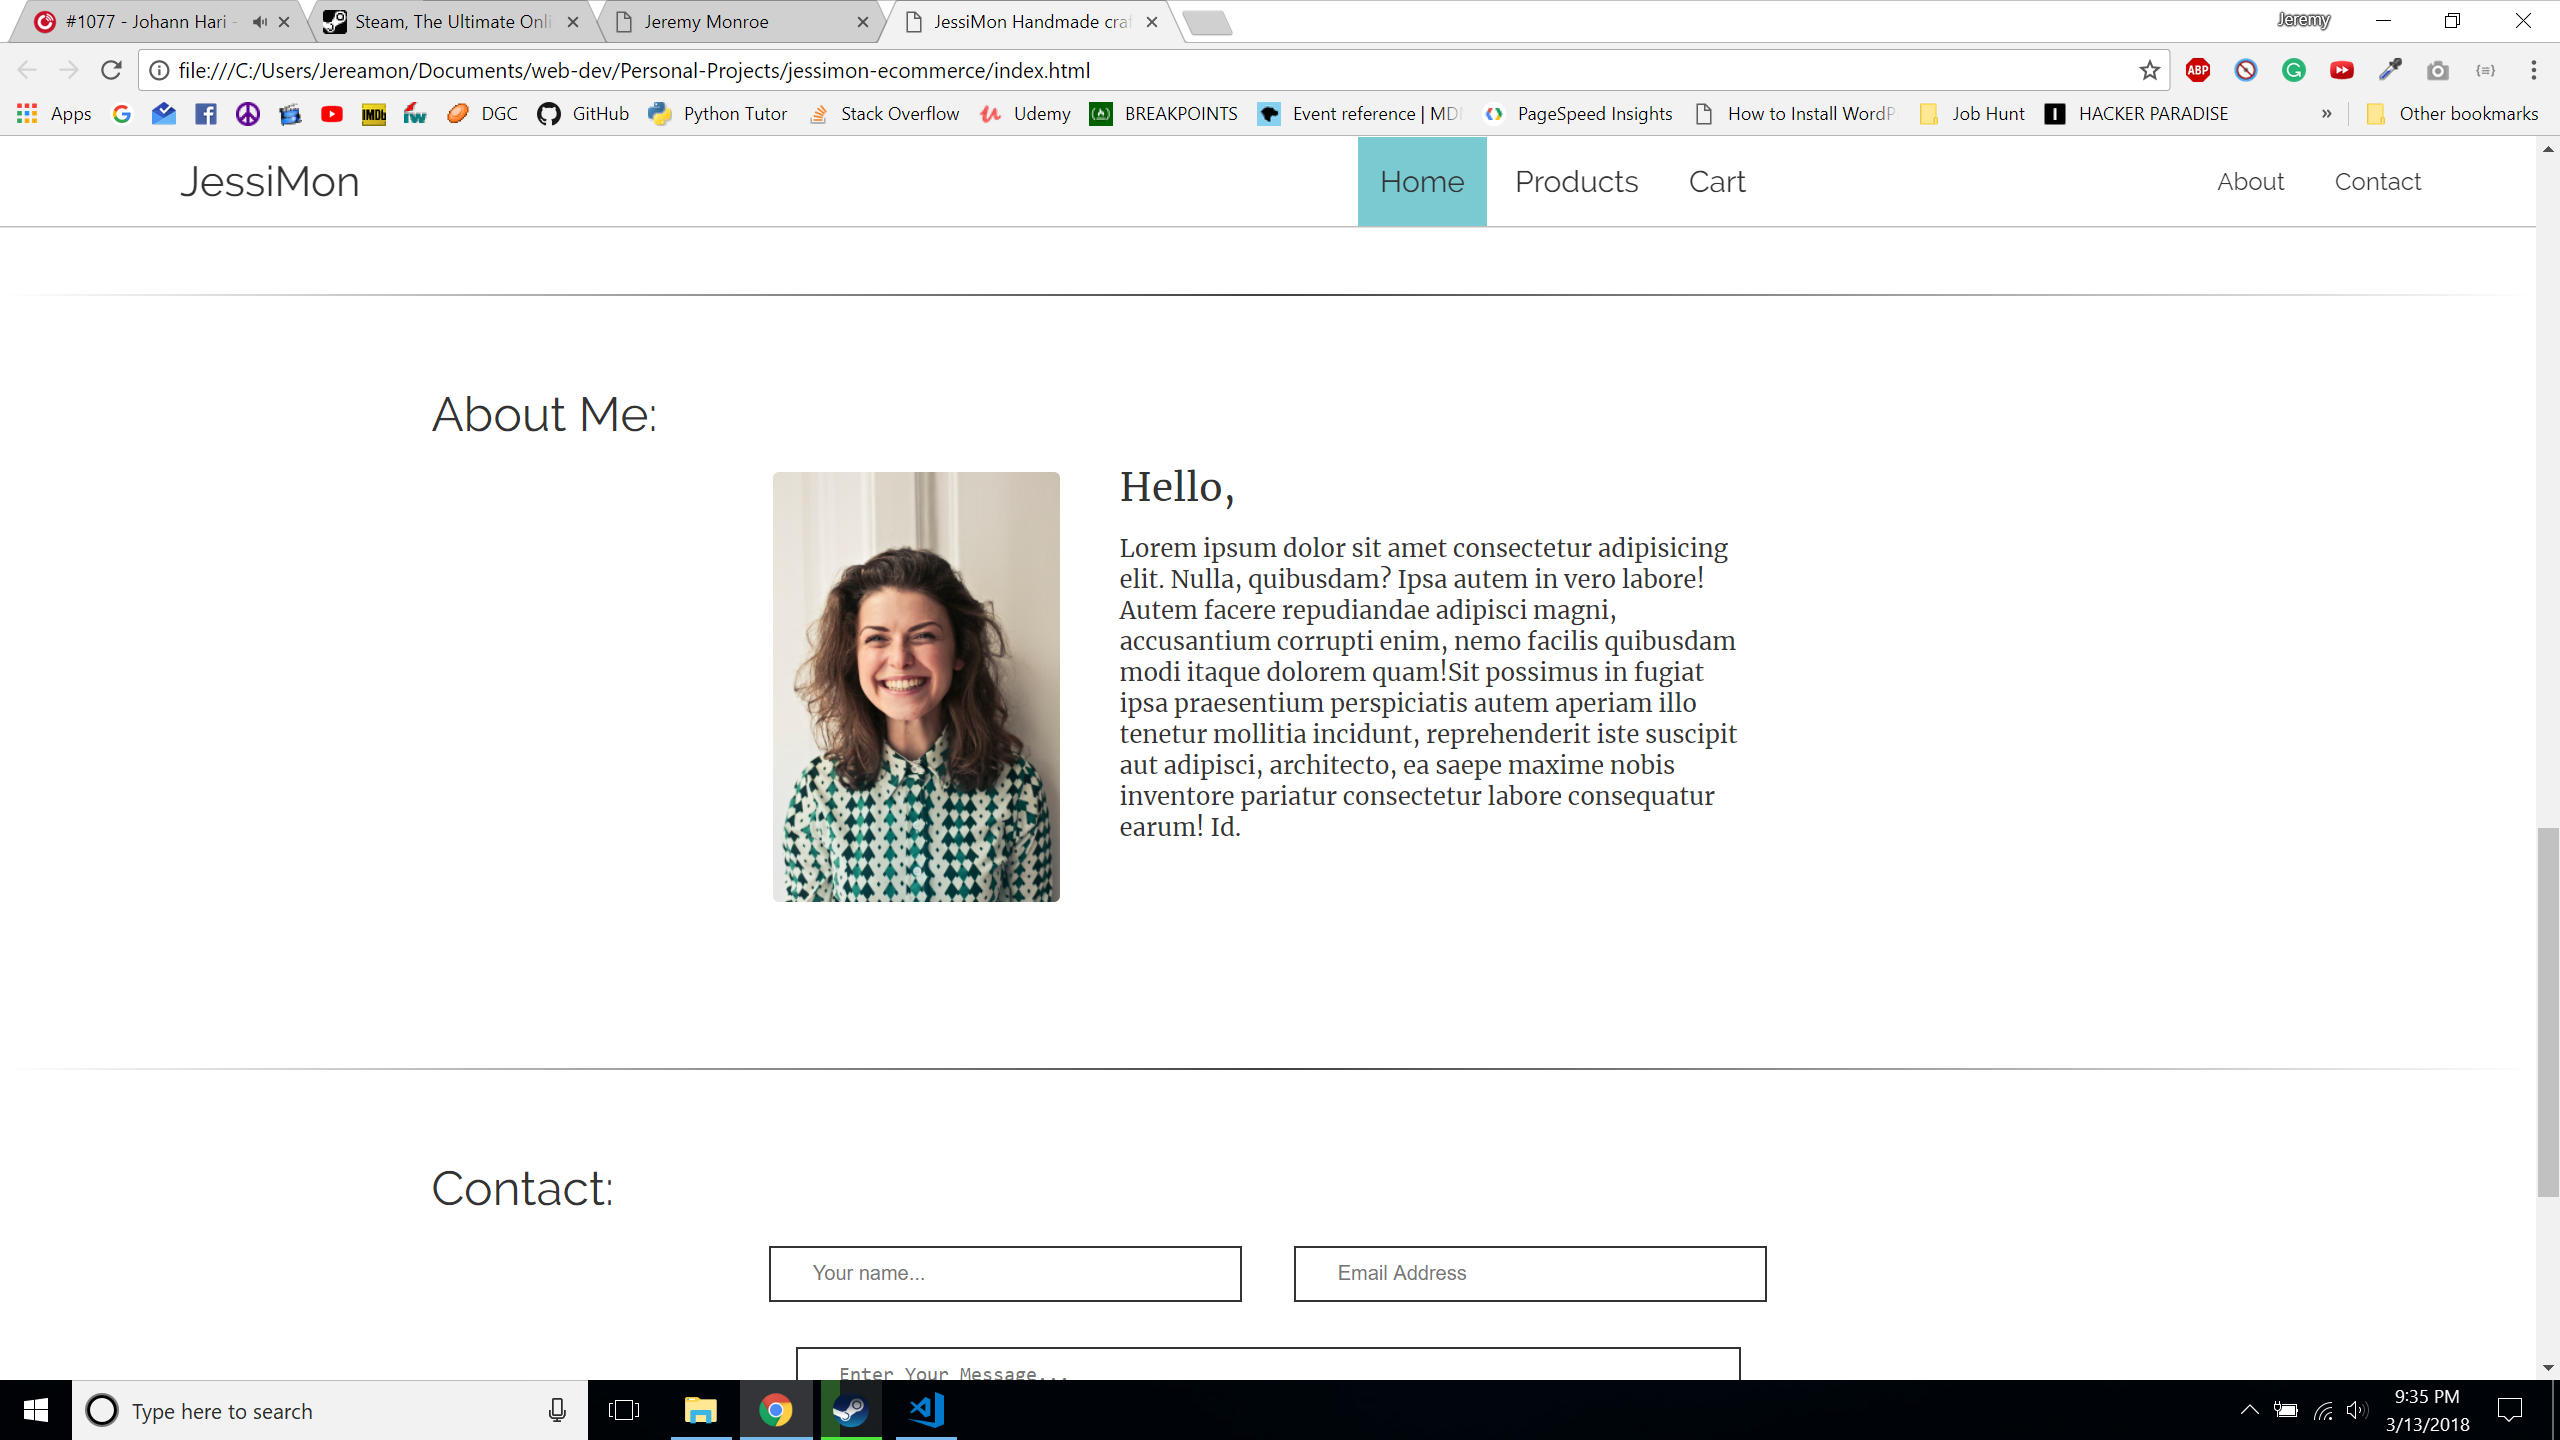 #1077 - Johann Hari -
Steam, The Ultimate Onli
Jeremy Monroe
JessiMon Handmade craf
Jeremy
file:///C:/Users/Jereamon/Documents/web-dev/Personal-Projects/jessimon-ecommerce/index.html
ABP
Apps
IMDb
DGC
GitHub
Python Tutor
Stack Overflow
Udemy
BREAKPOINTS
Event reference | MD
PageSpeed Insights
How to Install WordP
Job Hunt
HACKER PARADISE
»
Other bookmarks
JessiMon
Home
Products
Cart
About
Contact
About Me:
Hello,
Lorem ipsum dolor sit amet consectetur adipisicing
elit. Nulla, quibusdam? Ipsa autem in vero labore!
Autem facere repudiandae adipisci magni,
accusantium corrupti enim, nemo facilis quibusdam
modi itaque dolorem quam!Sit possimus in fugiat
ipsa praesentium perspiciatis autem aperiam illo
tenetur mollitia incidunt, reprehenderit iste suscipit
aut adipisci, architecto, ea saepe maxime nobis
inventore pariatur consectetur labore consequatur
earum! Id.
Contact:
Your name...
Email Address
Enter Your Message...
Type here to search
9:35 PM
3/13/2018